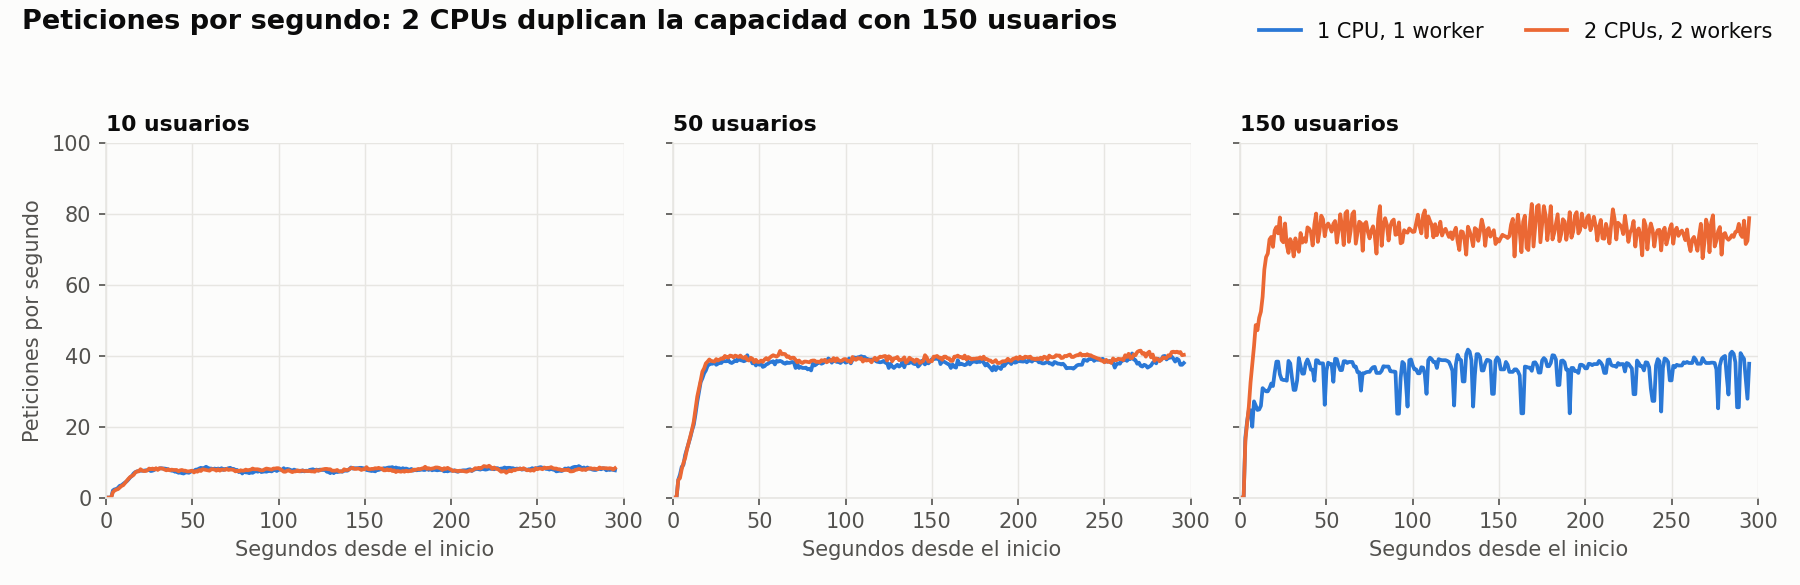 Peticiones por segundo: 2 CPUs duplican la capacidad con 150 usuarios
1 CPU, 1 worker
2 CPUs, 2 workers
10 usuarios
50 usuarios
150 usuarios
Peticiones por segundo
100
80
60
40
20
0
0 50 100 150 200 250 300
0 50 100 150 200 250 300
0 50 100 150 200 250 300
Segundos desde el inicio
Segundos desde el inicio
Segundos desde el inicio